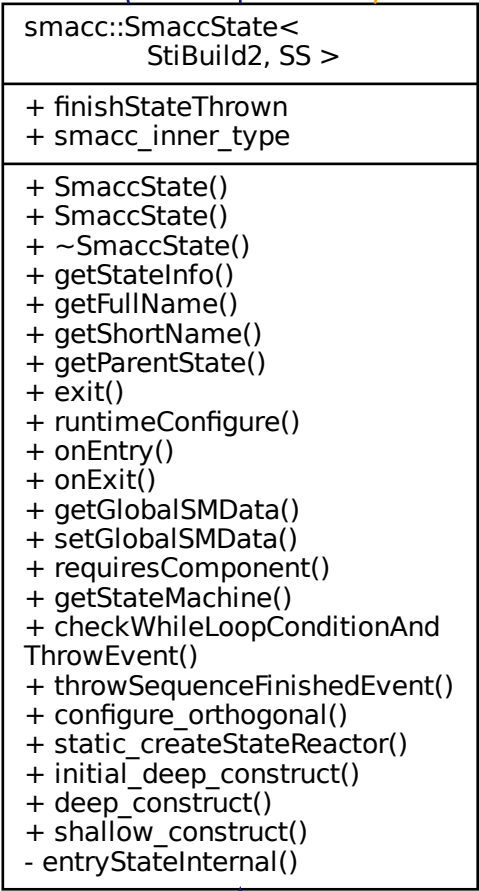 smacc::SmaccState<
StiBuild2, SS >
+ finishStateThrown
+ smacc_inner_type
+ SmaccState()
+ SmaccState()
+ ~SmaccState()
+ getStateInfo()
+ getFullName()
+ getShortName()
+ getParentState()
+ exit()
+ runtimeConfigure()
+ onEntry()
+ onExit()
+ getGlobalSMData()
+ setGlobalSMData()
+ requiresComponent()
+ getStateMachine()
+ checkWhileLoopConditionAnd
ThrowEvent()
+ throwSequenceFinishedEvent()
+ configure_orthogonal()
+ static_createStateReactor()
+ initial_deep_construct()
+ deep_construct()
+ shallow_construct()
- entryStateInternal()